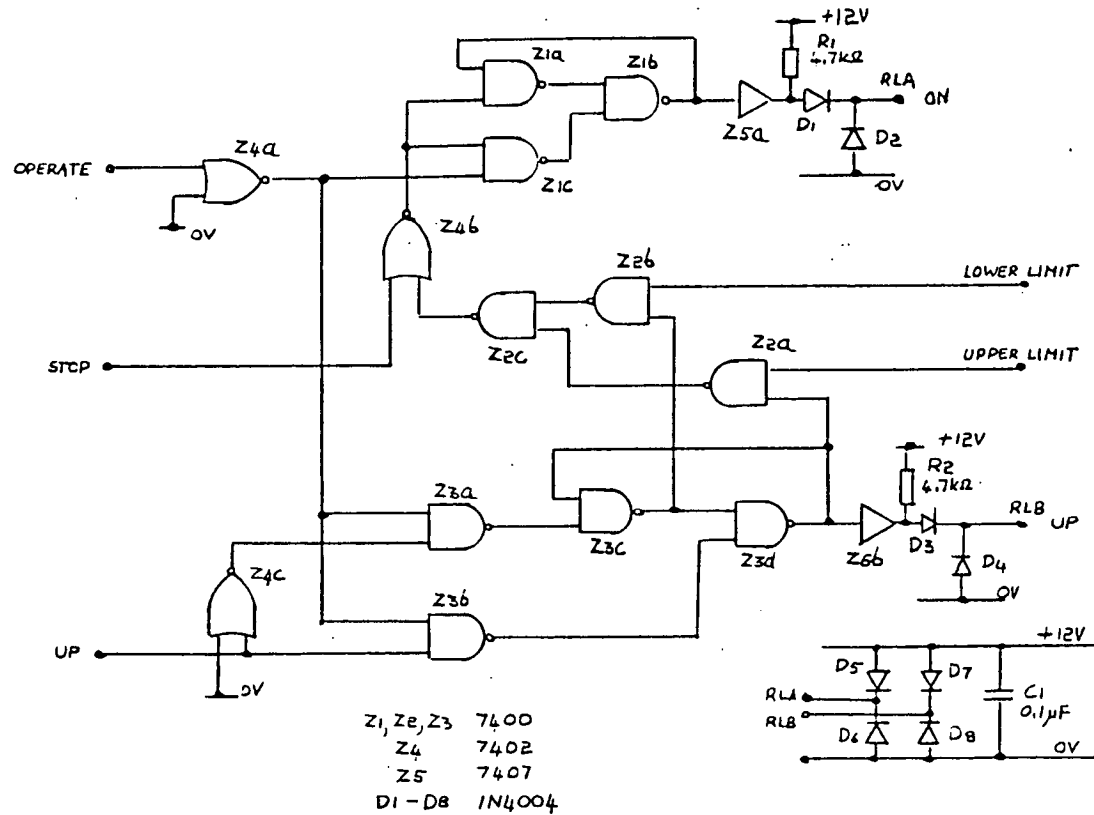 +12V
R1
4.7kΩ
Z1a
Z1b
RLA
ON
Z5a
D1
D2
OPERATE
Z4a
Z1c
0V
0V
Z4b
Z2b
LOWER LIMIT
Z2c
Z2a
UPPER LIMIT
STOP
+12V
R2
4.7kΩ
Z3a
RLB
UP
Z3c
Z3d
Z6b
D3
D4
Z4c
Z3b
0V
UP
0V
+12V
D5
D7
RLA
RLB
C1
0.1µF
D6
D8
0V
Z1, Z2, Z3 7400
Z4 7402
Z5 7407
D1-D8 1N4004